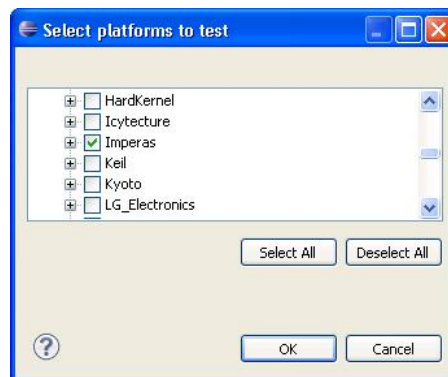 Select platforms to test
HardKernel
Icytecture
Imperas
Keil
Kyoto
LG_Electronics
Select All Deselect All
? OK Cancel